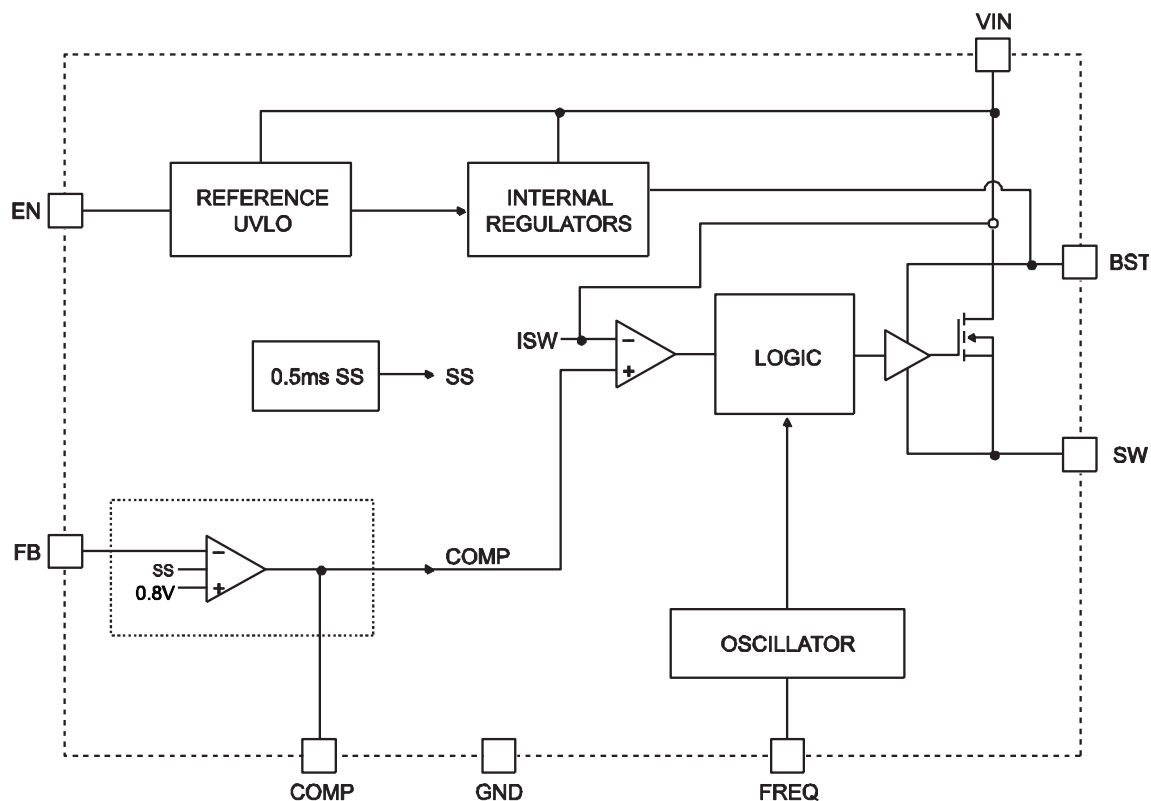 VIN
EN
REFERENCE
UVLO
INTERNAL
REGULATORS
BST
ISW
−
+
LOGIC
0.5ms SS
SS
SW
FB
−
SS
0.8V
+
COMP
OSCILLATOR
COMP
GND
FREQ